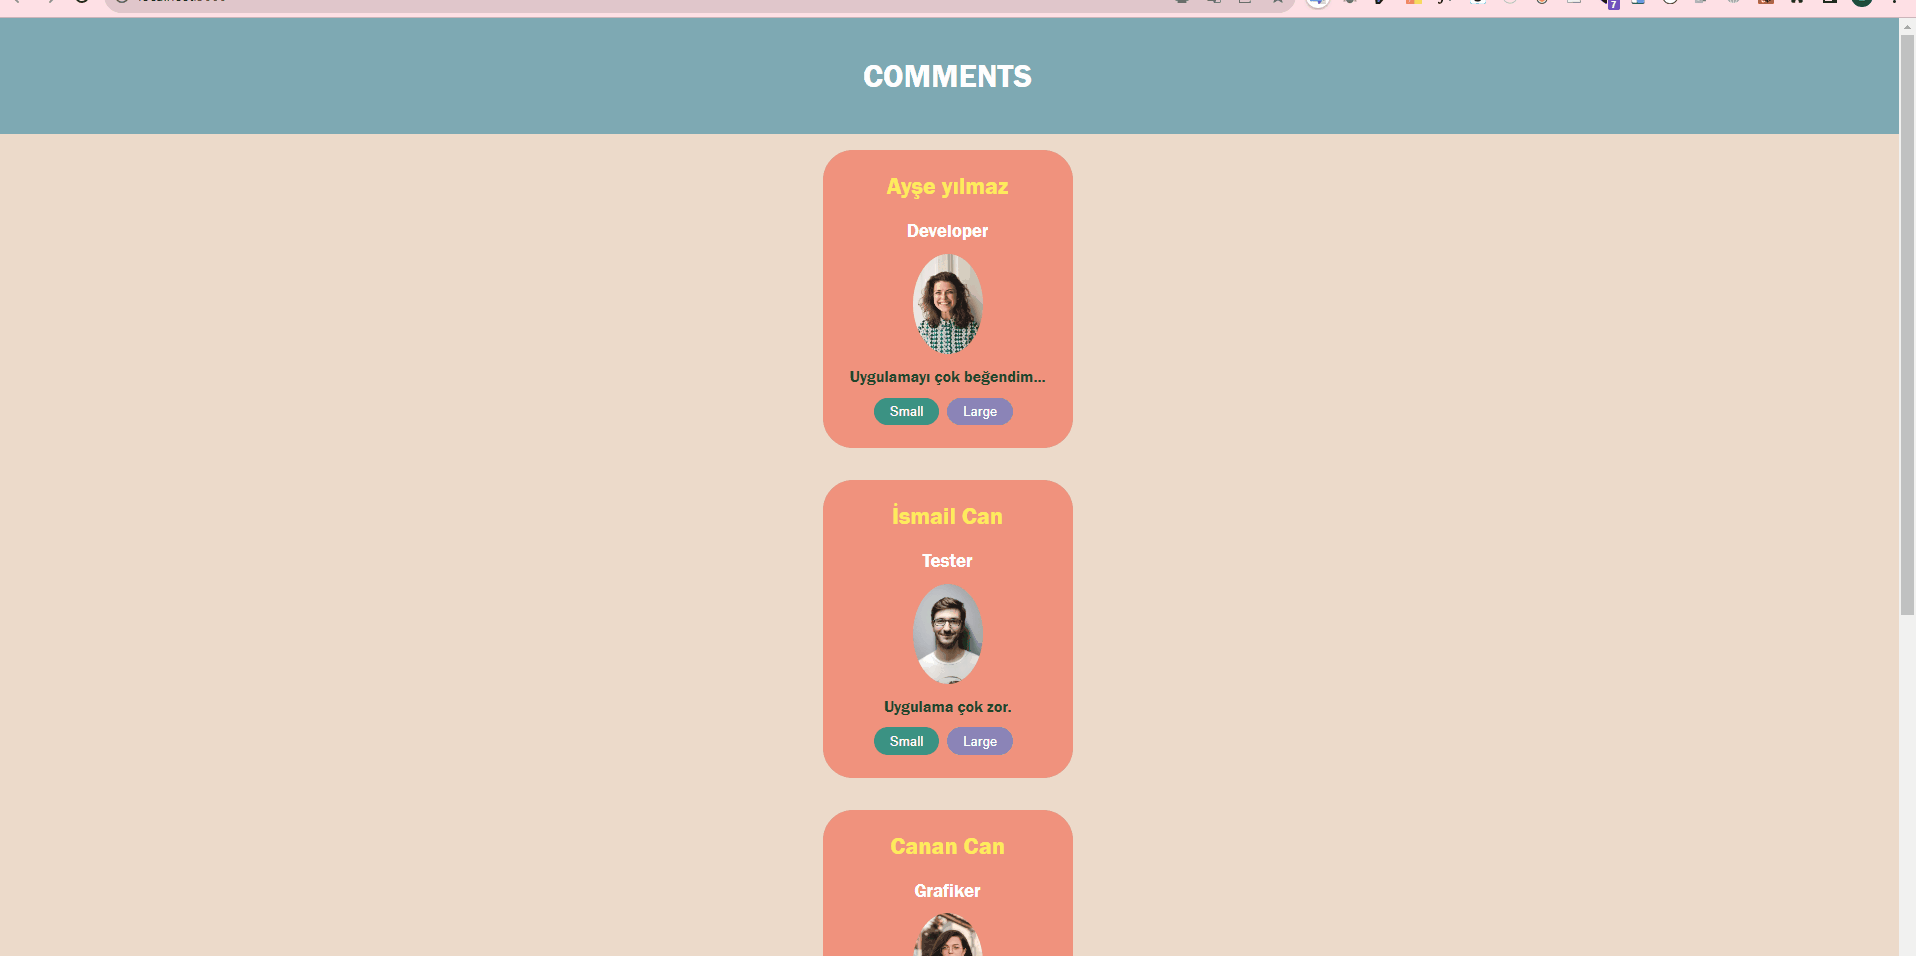 COMMENTS
Ayşe yılmaz
Developer
Uygulamayı çok beğendim...
Small Large
İsmail Can
Tester
Uygulama çok zor.
Small Large
Canan Can
Grafiker
7